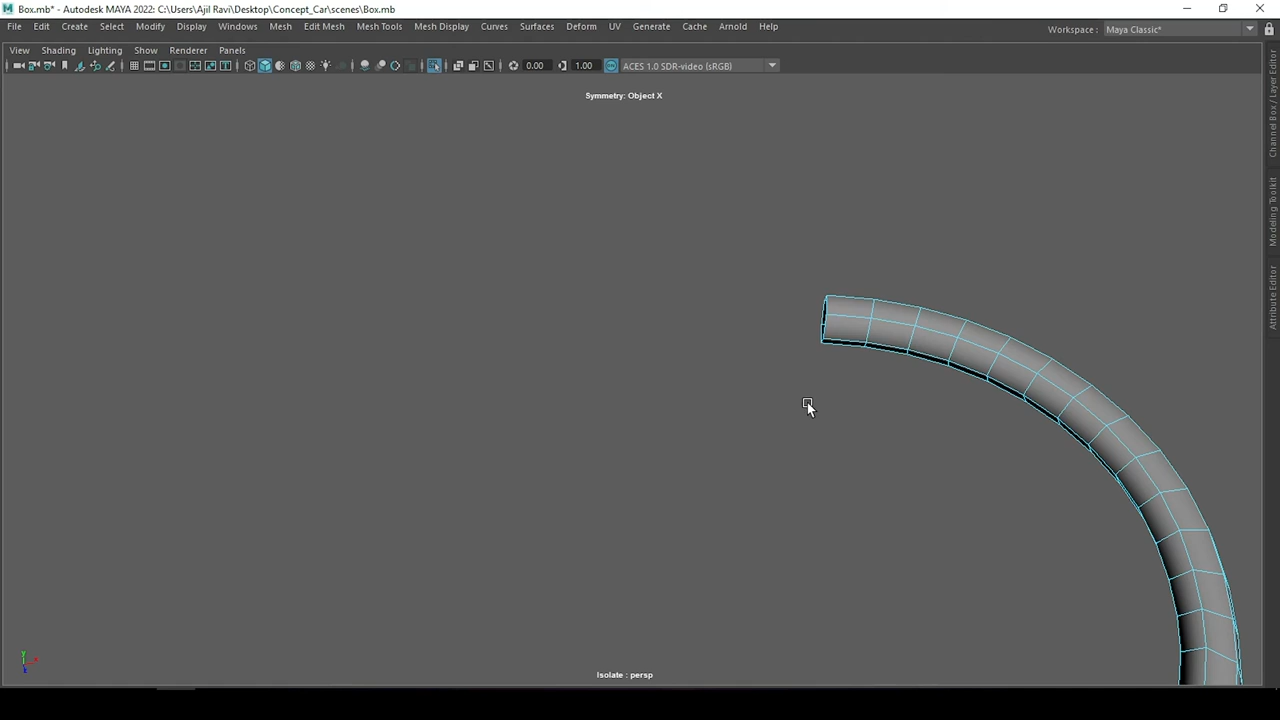 Box.mb* - Autodesk MAYA 2022: C:\Users\Ajil Ravi\Desktop\Concept_Car\scenes\Box.mb
File Edit Create Select Modify Display Windows Mesh Edit Mesh Mesh Tools Mesh Display Curves Surfaces Deform UV Generate Cache Arnold Help
Workspace : Maya Classic*
View Shading Lighting Show Renderer Panels
0.00 1.00 ACES 1.0 SDR-video (sRGB)
Symmetry: Object X
Channel Box / Layer Editor
Modeling Toolkit
Attribute Editor
Isolate : persp